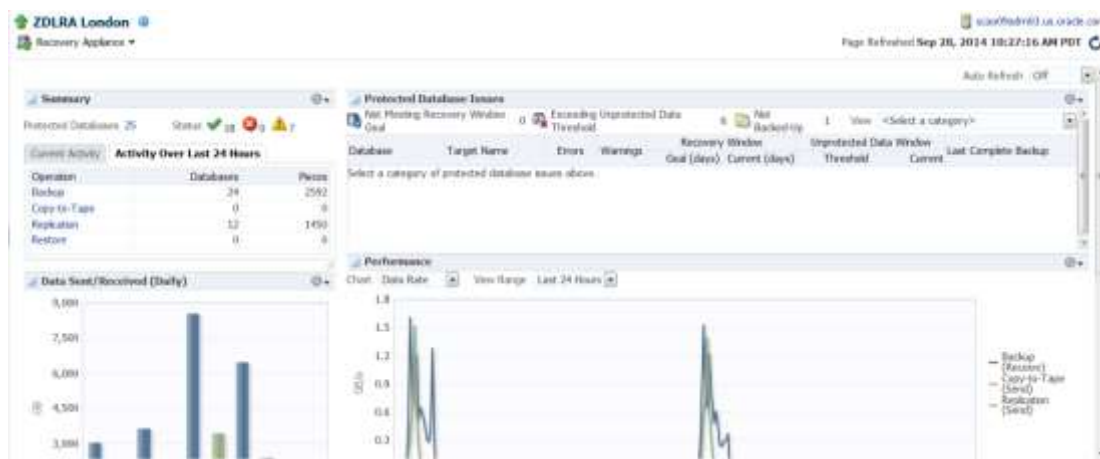 ZDLRA London
Recovery Appliance
Page Refreshed Sep 28, 2014 10:27:16 AM PDT
Auto Refresh Off
Summary
Protected Databases 25 Status 18 0 7
Current Activity Activity Over Last 24 Hours
Operation Databases Pieces
Backup 24 2592
Copy-to-Tape 0 0
Replication 12 1450
Restore 0 0
Data Sent/Received (Daily)
9,000
7,500
6,000
4,500
3,000
Protected Database Issues
Not Meeting Recovery Window Goal 0 Exceeding Unprotected Data Threshold 6 Not Backed Up 1 View <Select a category>
Database Target Name Errors Warnings Recovery Window Goal (days) Current (days) Unprotected Data Window Threshold Current Last Complete Backup
Select a category of protected database issues above.
Performance
Chart Data Rate View Range Last 24 Hours
1.8
1.5
1.2
0.9
0.6
0.3
Backup (Receive)
Copy-to-Tape (Send)
Replication (Send)